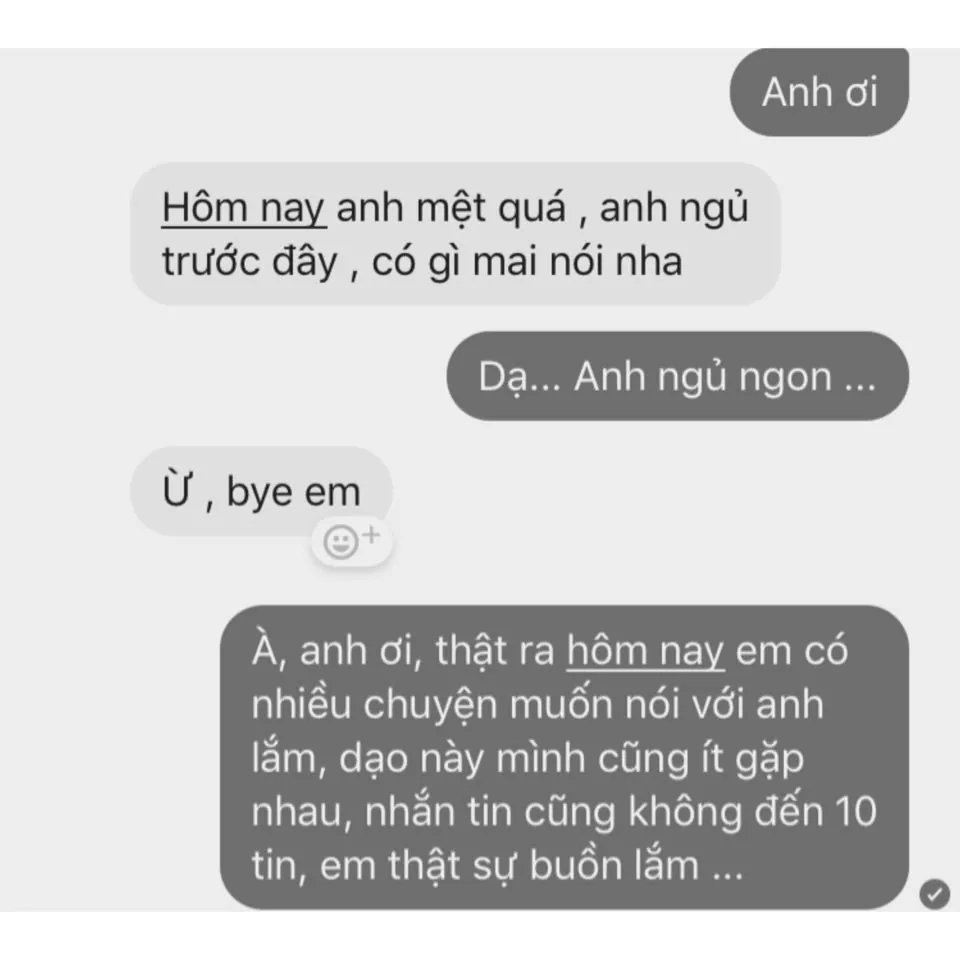 Anh ơi
Hôm nay anh mệt quá , anh ngủ
trước đây , có gì mai nói nha
Dạ... Anh ngủ ngon ...
Ừ , bye em
À, anh ơi, thật ra hôm nay em có
nhiều chuyện muốn nói với anh
lắm, dạo này mình cũng ít gặp
nhau, nhắn tin cũng không đến 10
tin, em thật sự buồn lắm ...